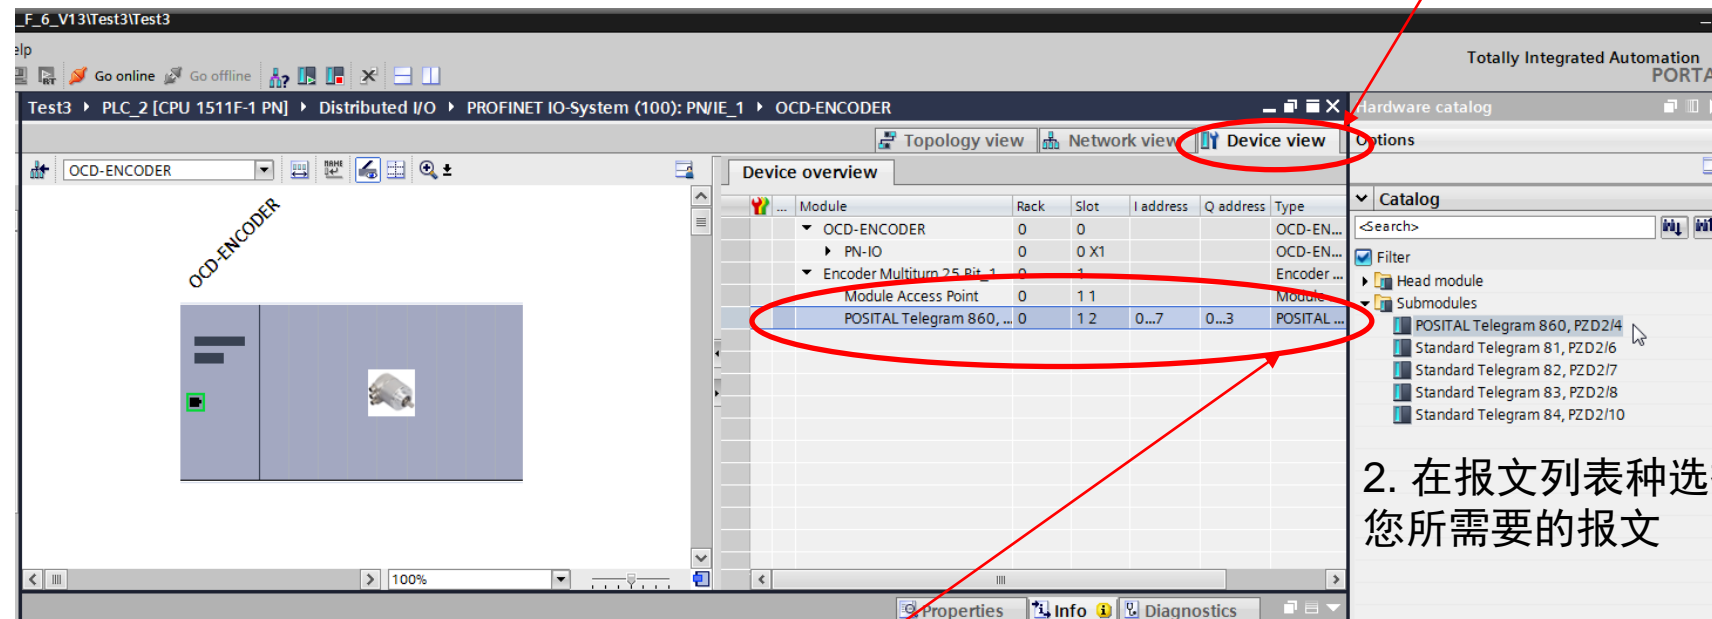 _F_6_V13\Test3\Test3
elp
Totally Integrated Automation
PORTA
Go online Go offline
Test3 PLC_2 [CPU 1511F-1 PN] Distributed I/O PROFINET IO-System (100): PN/IE_1 OCD-ENCODER
Hardware catalog
Topology view Network view Device view
Options
OCD-ENCODER
Device overview
Catalog
... Module Rack Slot I address Q address Type
<Search>
OCD-ENCODER 0 0 OCD-EN...
PN-IO 0 0 X1 OCD-EN...
Filter
Encoder Multiturn 25 Bit_1 0 1 Encoder ...
Head module
Module Access Point 0 1 1 Module
Submodules
POSITAL Telegram 860, ... 0 1 2 0...7 0...3 POSITAL ...
POSITAL Telegram 860, PZD2/4
Standard Telegram 81, PZD2/6
Standard Telegram 82, PZD2/7
Standard Telegram 83, PZD2/8
Standard Telegram 84, PZD2/10
OCD-ENCODER
2. 在报文列表种选
您所需要的报文
100%
Properties Info Diagnostics